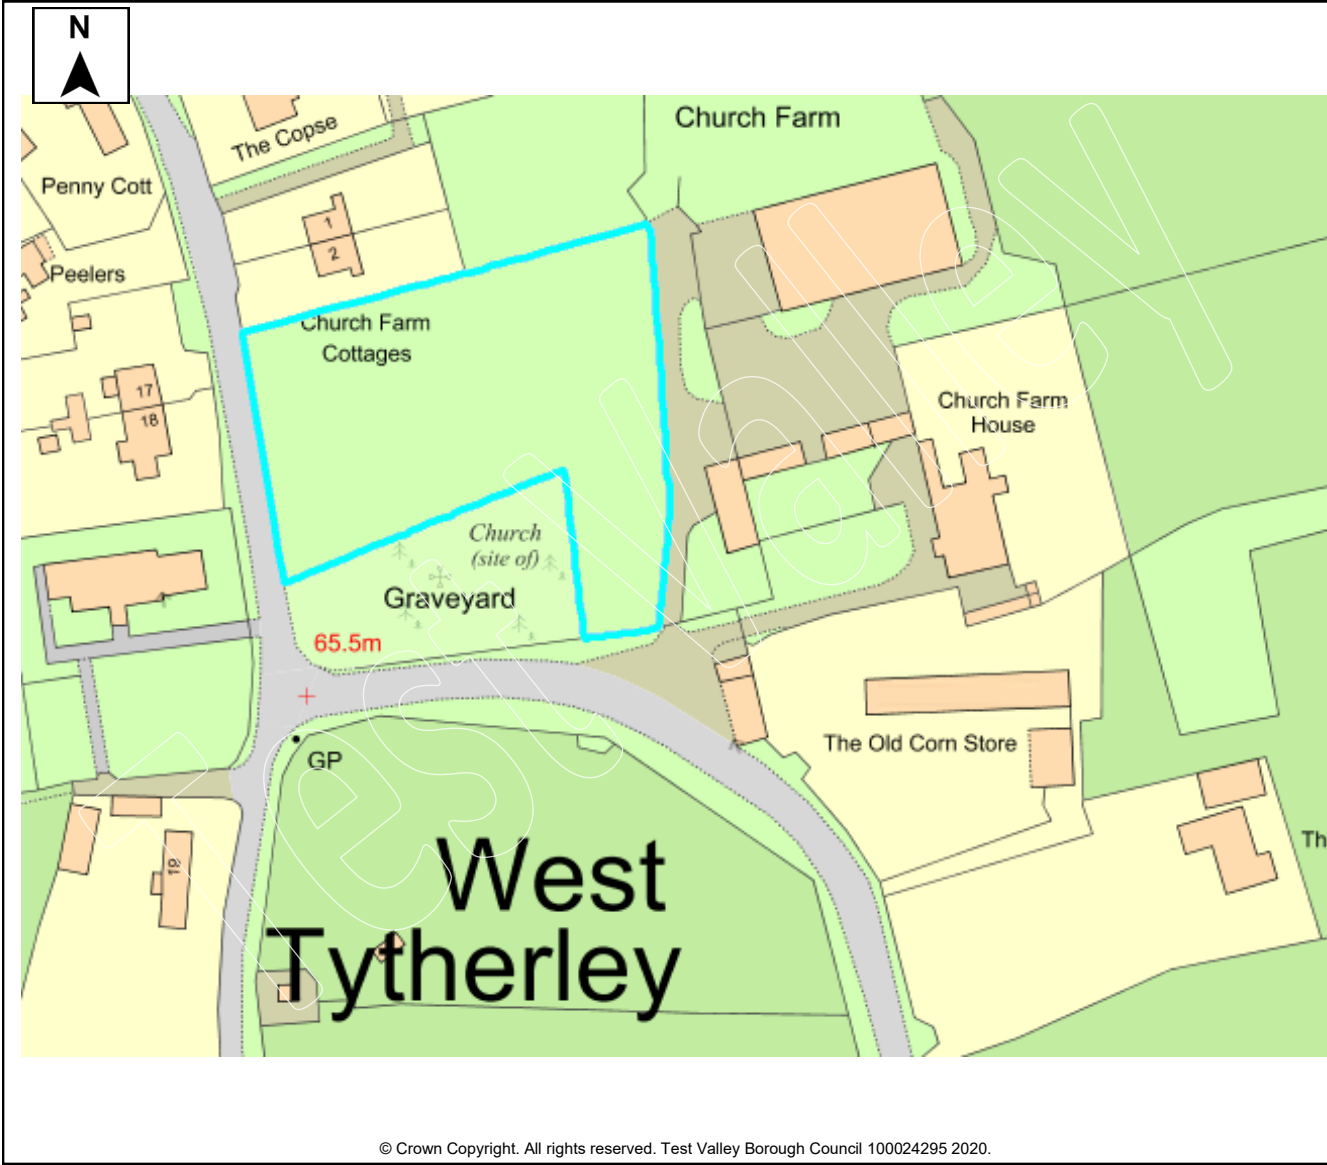 N
Church Farm
The Copse
Penny Cott
1
2
Peelers
Church Farm
Cottages
17
18
Church Farm
House
Church
(site of)
Graveyard
65.5m
The Old Corn Store
GP
Th
West
Tytherley
19
Test Valley
© Crown Copyright. All rights reserved. Test Valley Borough Council 100024295 2020.